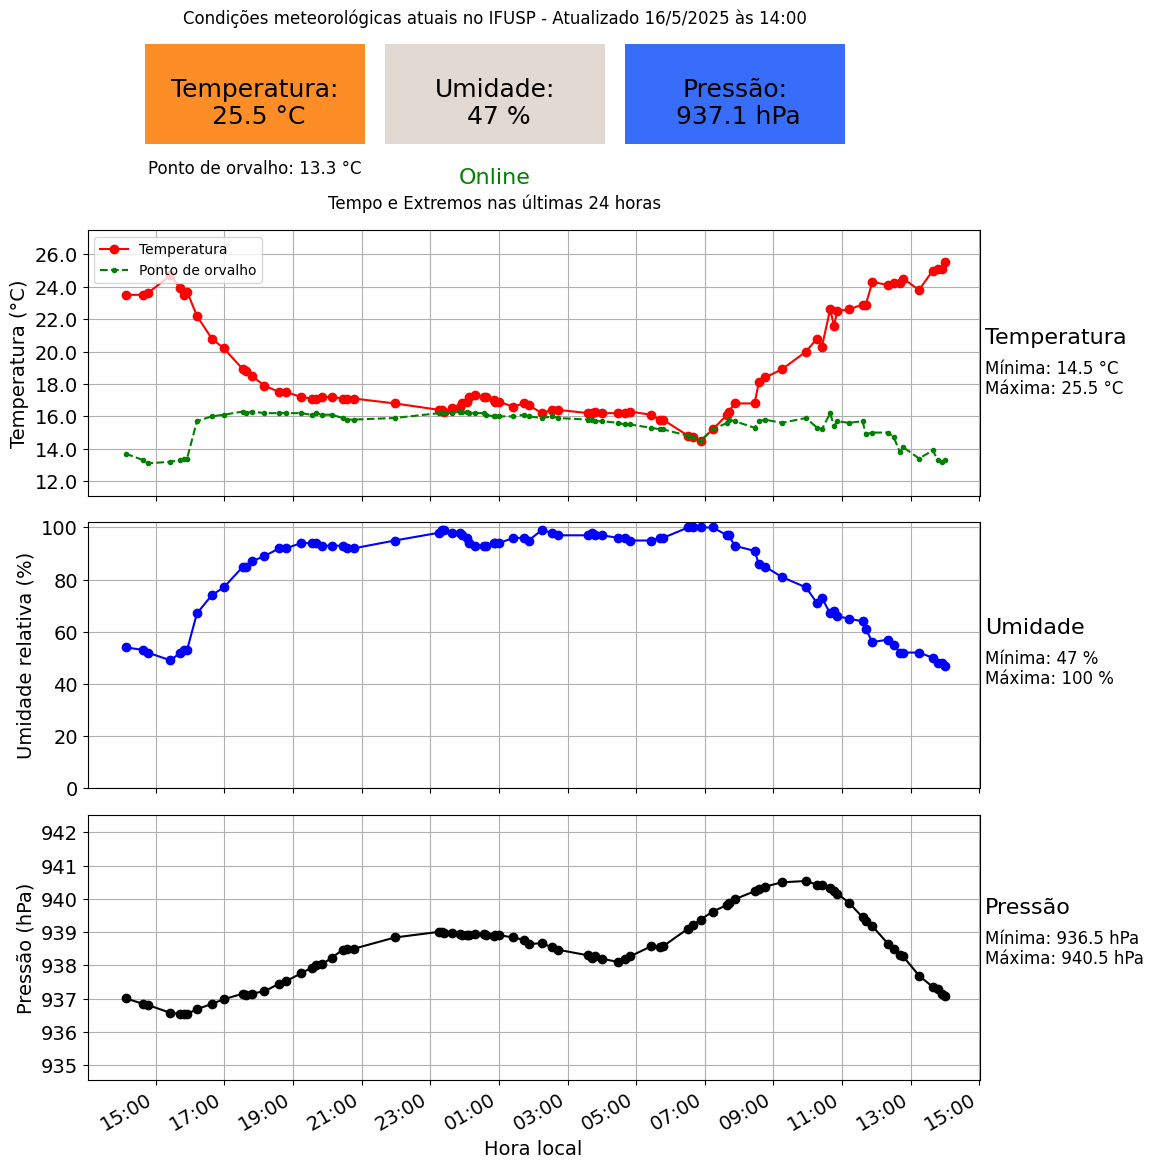 Condições meteorológicas atuais no IFUSP - Atualizado 16/5/2025 às 14:00
Temperatura:
25.5 °C
Umidade:
47 %
Pressão:
937.1 hPa
Ponto de orvalho: 13.3 °C
Online
Tempo e Extremos nas últimas 24 horas
Temperatura
Ponto de orvalho
Temperatura (°C)
26.0
24.0
22.0
20.0
18.0
16.0
14.0
12.0
Temperatura
Mínima: 14.5 °C
Máxima: 25.5 °C
Umidade relativa (%)
100
80
60
40
20
0
Umidade
Mínima: 47 %
Máxima: 100 %
Pressão (hPa)
942
941
940
939
938
937
936
935
Pressão
Mínima: 936.5 hPa
Máxima: 940.5 hPa
15:00 17:00 19:00 21:00 23:00 01:00 03:00 05:00 07:00 09:00 11:00 13:00 15:00
Hora local